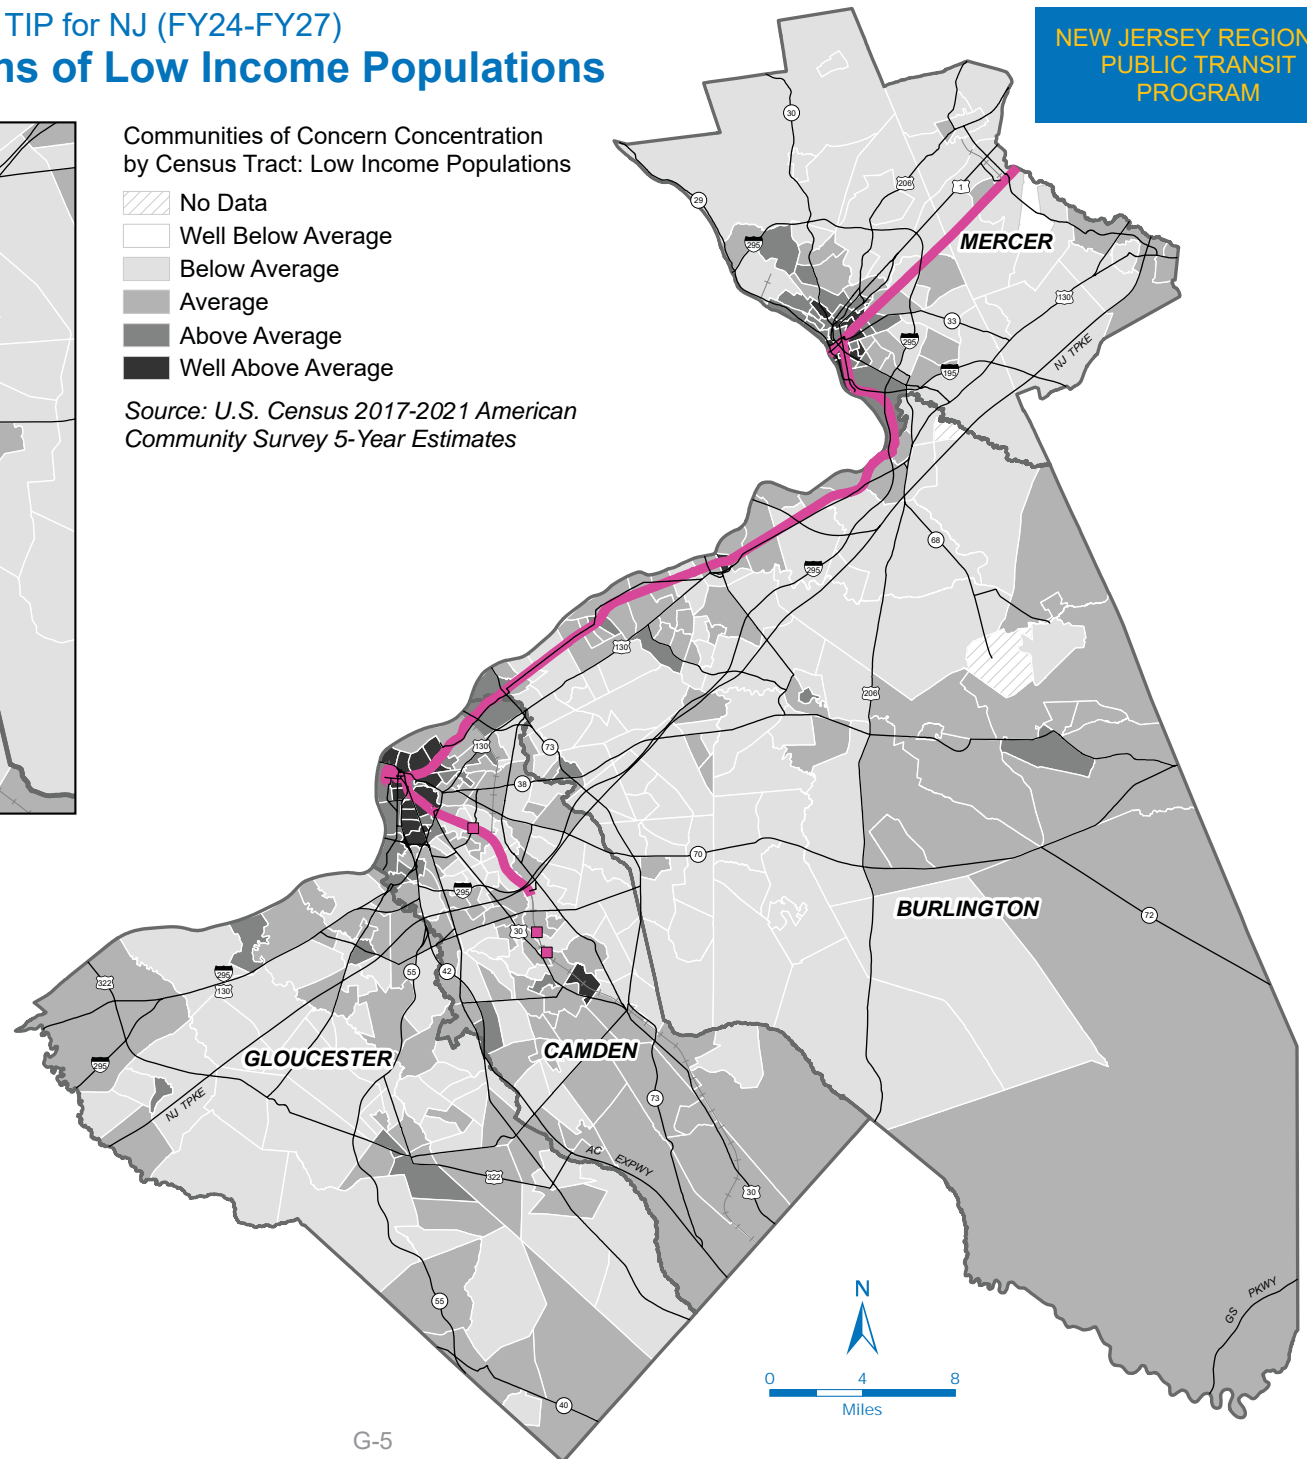 TIP for NJ (FY24-FY27)
ns of Low Income Populations
NEW JERSEY REGION
PUBLIC TRANSIT
PROGRAM
Communities of Concern Concentration
by Census Tract: Low Income Populations
No Data
Well Below Average
Below Average
Average
Above Average
Well Above Average
Source: U.S. Census 2017-2021 American
Community Survey 5-Year Estimates
30
29
206
1
295
MERCER
130
33
295
195
NJ TPKE
68
295
130
206
130
73
38
70
295
BURLINGTON
72
30
55
42
322
295
130
GLOUCESTER
CAMDEN
295
NJ TPKE
73
AC EXPWY
322
30
55
40
GS PKWY
N
0 4 8
Miles
G-5